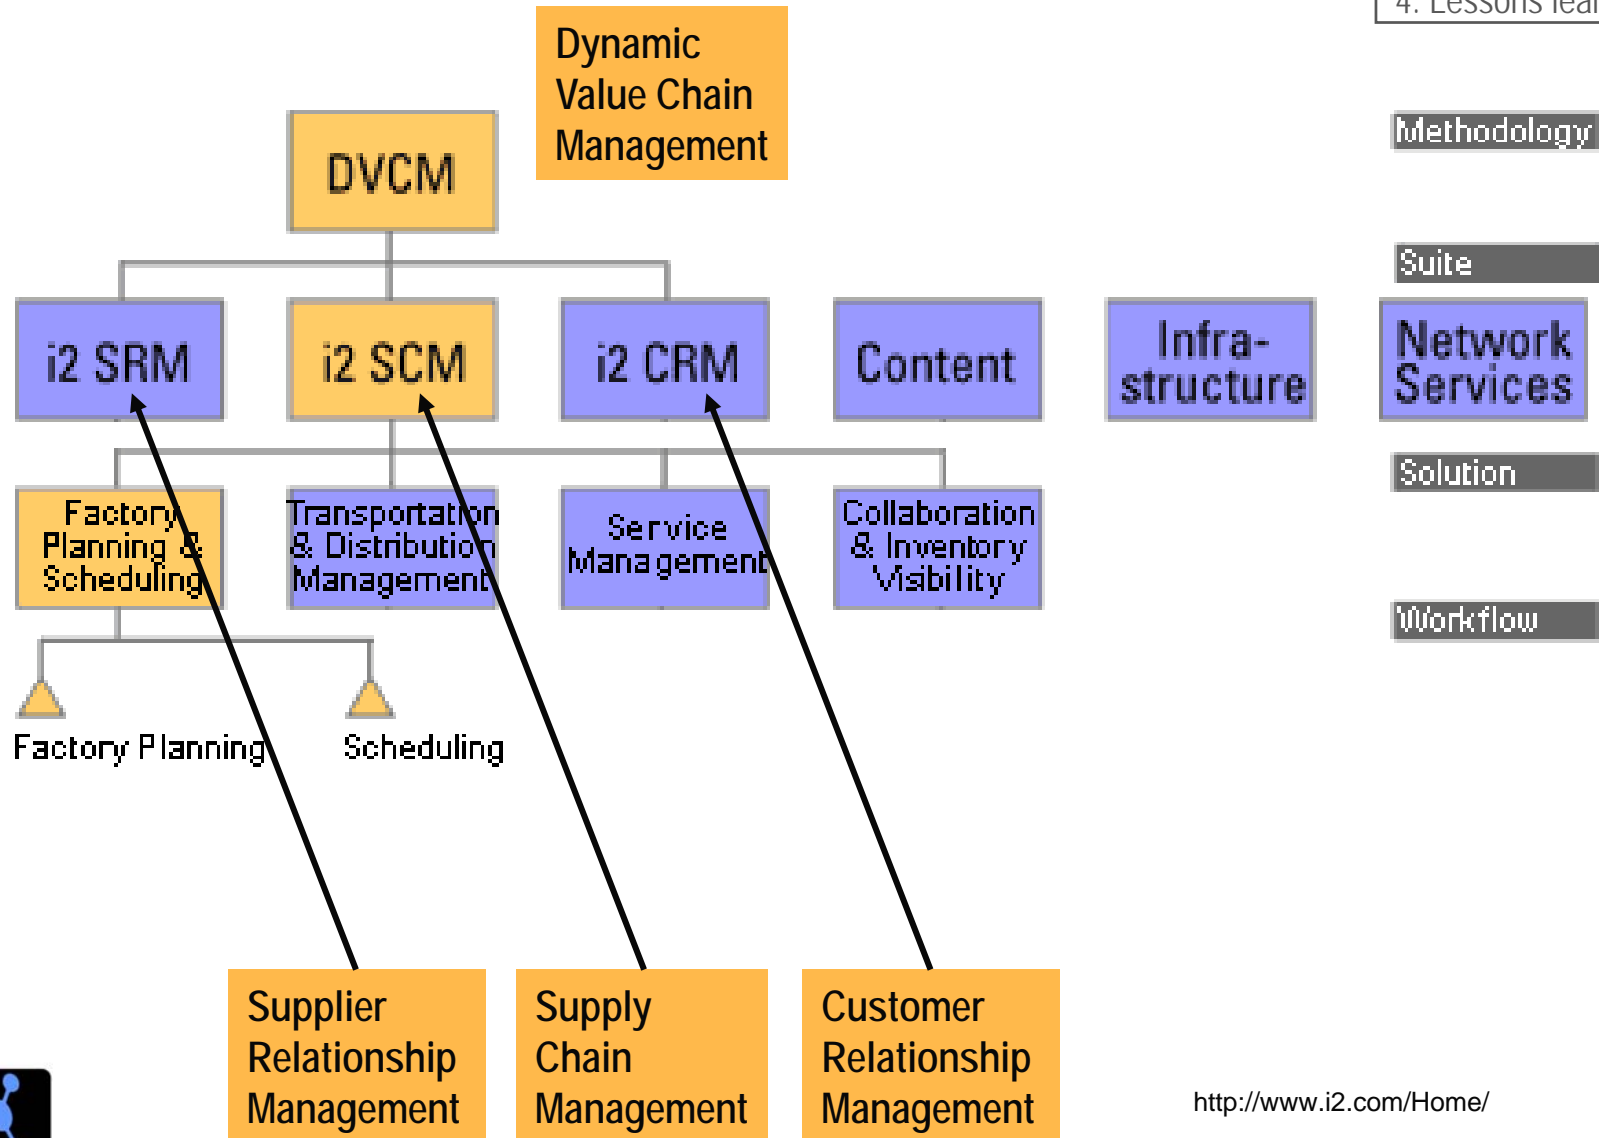 4. Lessons lear
Dynamic
Value Chain
Management
DVCM
Methodology
Suite
i2 SRM
i2 SCM
i2 CRM
Content
Infra-
structure
Network
Services
Solution
Factory
Planning &
Scheduling
Transportation
& Distribution
Management
Service
Management
Collaboration
& Inventory
Visibility
Workflow
Factory Planning
Scheduling
Supplier
Relationship
Management
Supply
Chain
Management
Customer
Relationship
Management
http://www.i2.com/Home/